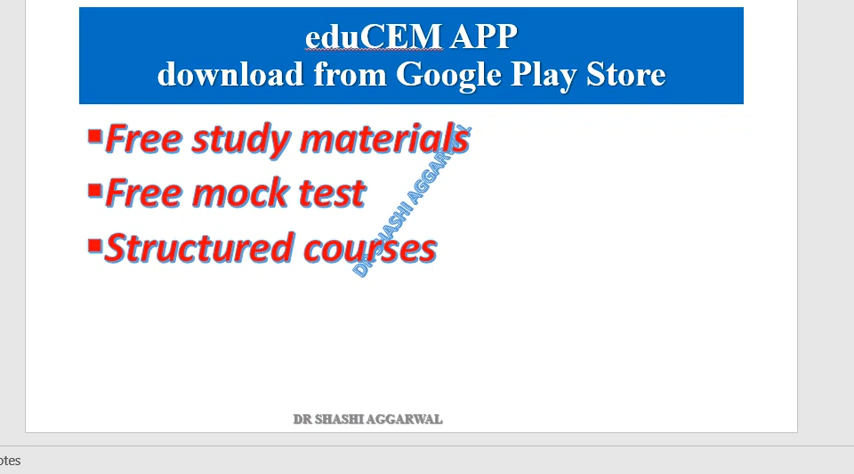 eduCEM APP
download from Google Play Store
Free study materials
Free mock test
Structured courses
DR SHASHI AGGARWAL
DR SHASHI AGGARWAL
otes